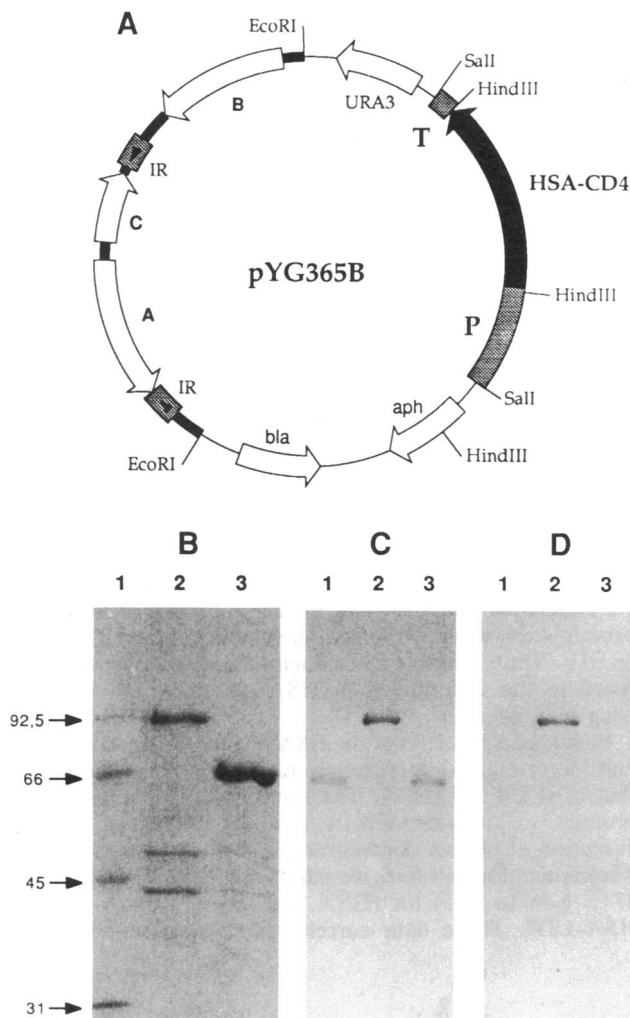 A
EcoRI
SalI
HindIII
URA3
B
T
IR
HSA-CD4
C
pYG365B
HindIII
A
P
IR
SalI
aph
bla
EcoRI
HindIII
B C D
1 2 3 1 2 3 1 2 3
92,5
66
45
31